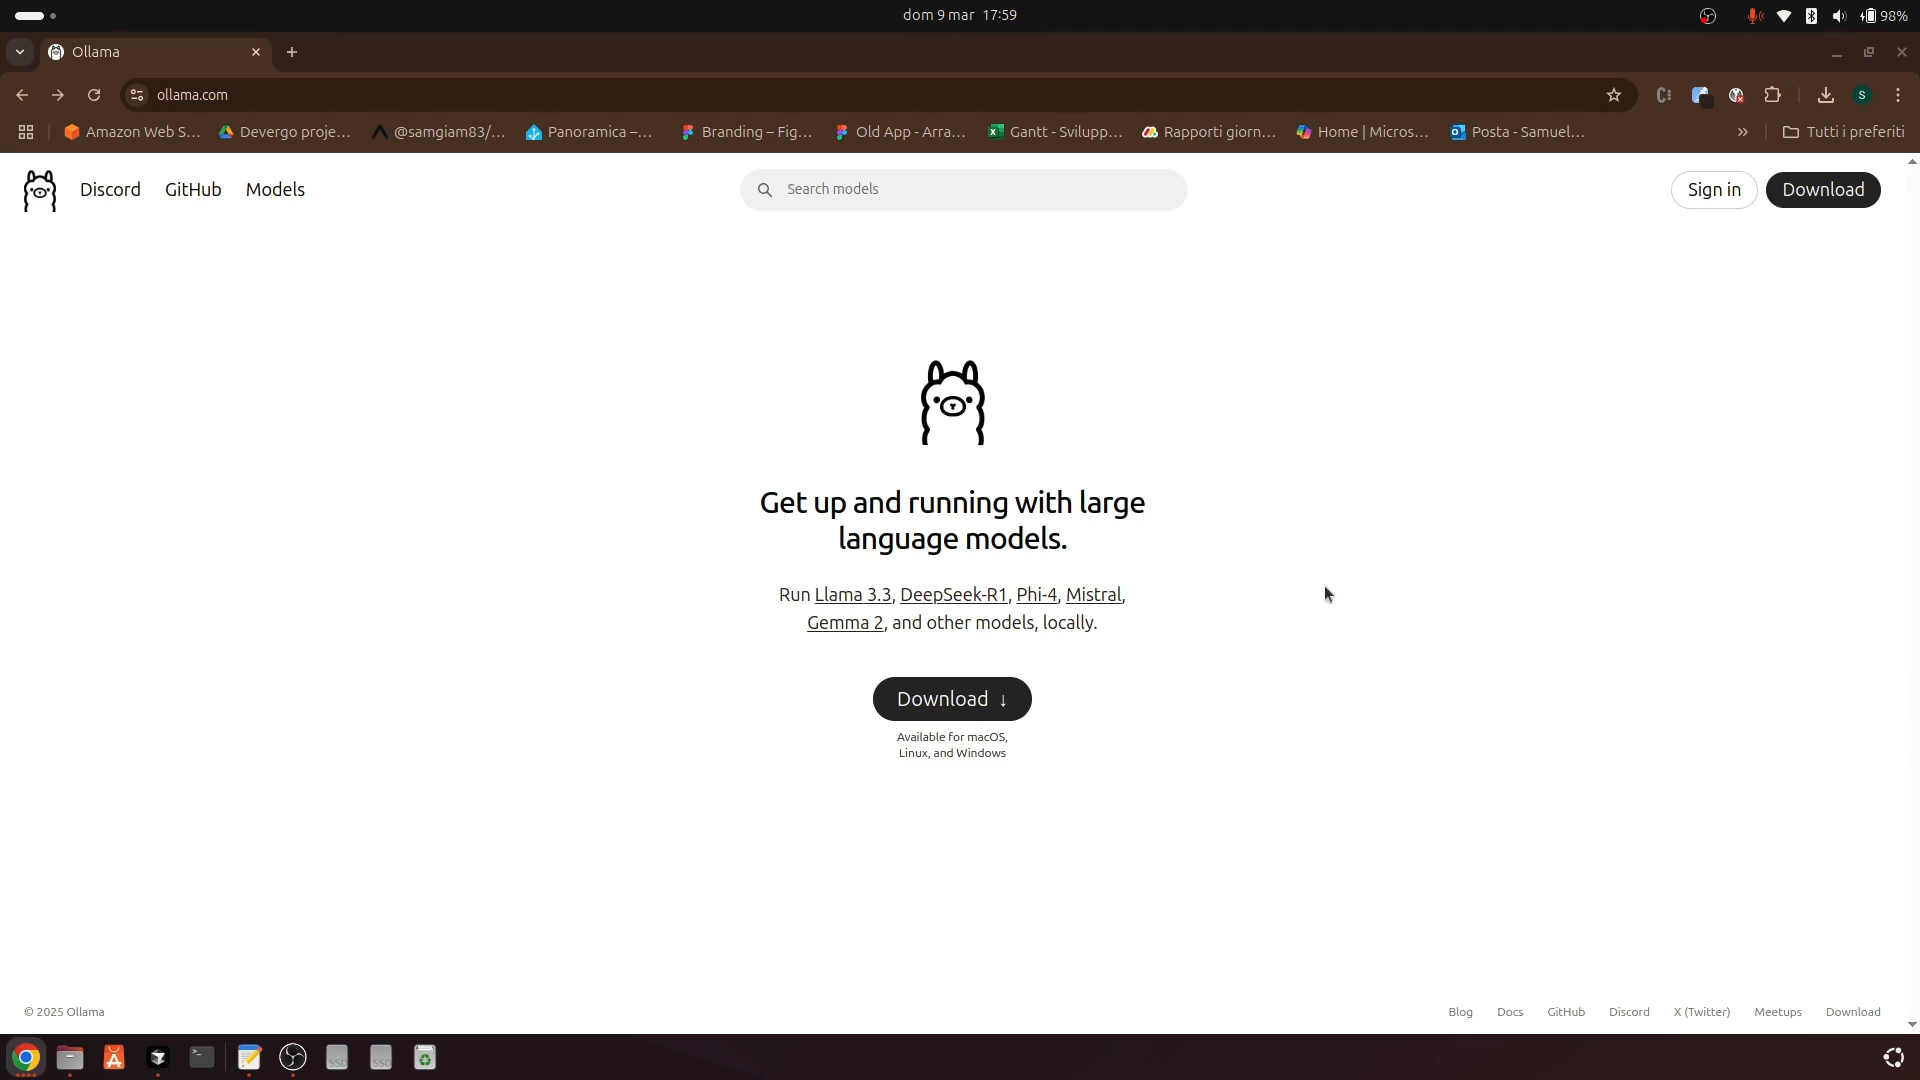 dom 9 mar 17:59
98%
Ollama
ollama.com
S
Amazon Web S...
Devergo proje...
@samgiam83/...
Panoramica –...
Branding – Fig...
Old App - Arra...
Gantt - Svilupp...
Rapporti giorn...
Home | Micros...
Posta - Samuel...
Tutti i preferiti
Discord
GitHub
Models
Search models
Sign in
Download
Get up and running with large
language models.
Run Llama 3.3, DeepSeek-R1, Phi-4, Mistral,
Gemma 2, and other models, locally.
Download ↓
Available for macOS,
Linux, and Windows
© 2025 Ollama
Blog
Docs
GitHub
Discord
X (Twitter)
Meetups
Download
SSD
SSD